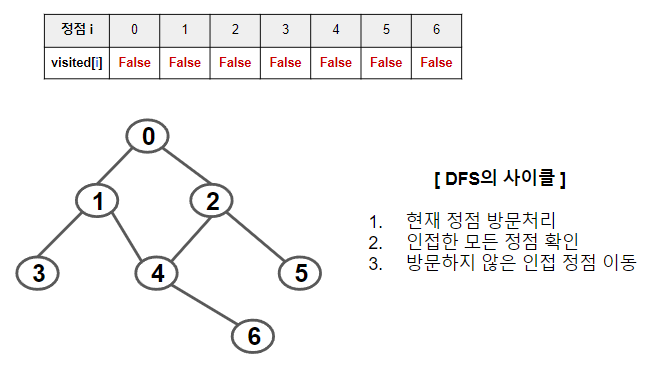 정점 i 0 1 2 3 4 5 6
visited[i] False False False False False False False
0
1 2
3 4 5
6
[ DFS의 사이클 ]
1. 현재 정점 방문처리
2. 인접한 모든 정점 확인
3. 방문하지 않은 인접 정점 이동